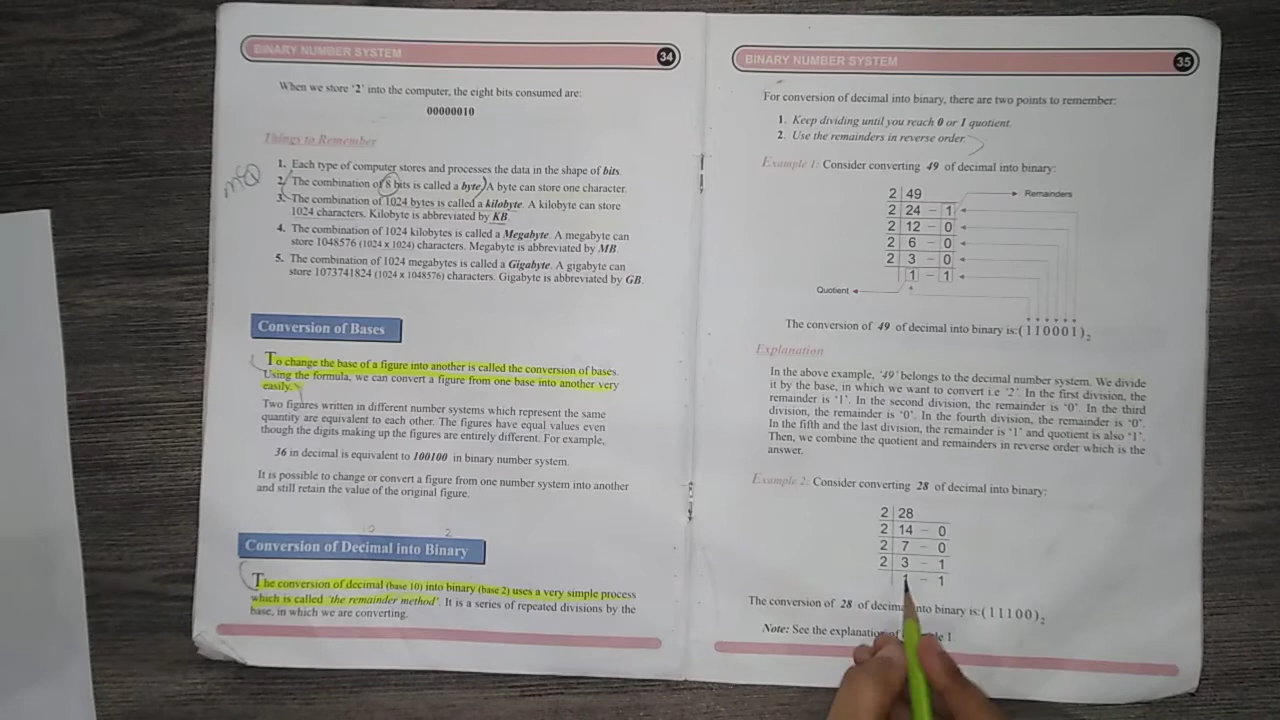 BINARY NUMBER SYSTEM 34
When we store '2' into the computer, the eight bits consumed are:
00000010
Things to Remember
1. Each type of computer stores and processes the data in the shape of bits.
MCQ
2. The combination of 8 bits is called a byte. A byte can store one character.
3. The combination of 1024 bytes is called a kilobyte. A kilobyte can store
1024 characters. Kilobyte is abbreviated by KB.
4. The combination of 1024 kilobytes is called a Megabyte. A megabyte can
store 1048576 (1024 x 1024) characters. Megabyte is abbreviated by MB.
5. The combination of 1024 megabytes is called a Gigabyte. A gigabyte can
store 1073741824 (1024 x 1048576) characters. Gigabyte is abbreviated by GB.
Conversion of Bases
To change the base of a figure into another is called the conversion of bases.
Using the formula, we can convert a figure from one base into another very
easily.
Two figures written in different number systems which represent the same
quantity are equivalent to each other. The figures have equal values even
though the digits making up the figures are entirely different. For example,
36 in decimal is equivalent to 100100 in binary number system.
It is possible to change or convert a figure from one number system into another
and still retain the value of the original figure.
10 2
Conversion of Decimal into Binary
The conversion of decimal (base 10) into binary (base 2) uses a very simple process
which is called 'the remainder method'. It is a series of repeated divisions by the
base, in which we are converting.
BINARY NUMBER SYSTEM 35
For conversion of decimal into binary, there are two points to remember:
1. Keep dividing until you reach 0 or 1 quotient.
2. Use the remainders in reverse order.
Example 1: Consider converting 49 of decimal into binary:
2 49
Remainders
2 24 - 1
2 12 - 0
2 6 - 0
2 3 - 0
1 - 1
Quotient
The conversion of 49 of decimal into binary is:(110001)₂
Explanation
In the above example, '49' belongs to the decimal number system. We divide
it by the base, in which we want to convert i.e '2'. In the first division, the
remainder is '1'. In the second division, the remainder is '0'. In the third
division, the remainder is '0'. In the fourth division, the remainder is '0'.
In the fifth and the last division, the remainder is '1' and quotient is also '1'.
Then, we combine the quotient and remainders in reverse order which is the
answer.
Example 2: Consider converting 28 of decimal into binary:
2 28
2 14 - 0
2 7 - 0
2 3 - 1
1 - 1
The conversion of 28 of decimal into binary is:(11100)₂
Note: See the explanation of 1